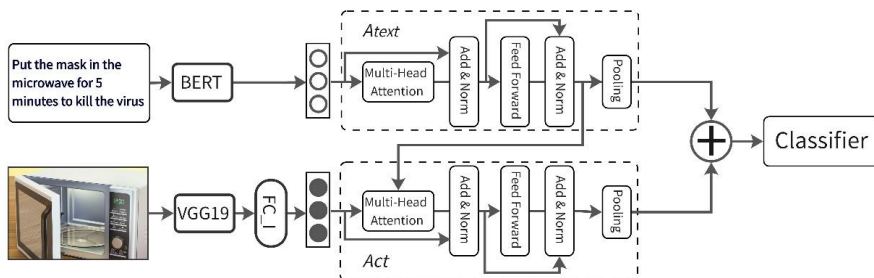 Put the mask in the
microwave for 5
minutes to kill the virus
BERT
Atext
Multi-Head
Attention
Add & Norm
Feed Forward
Add & Norm
Pooling
Classifier
VGG19
FC_I
Multi-Head
Attention
Add & Norm
Feed Forward
Add & Norm
Pooling
Act